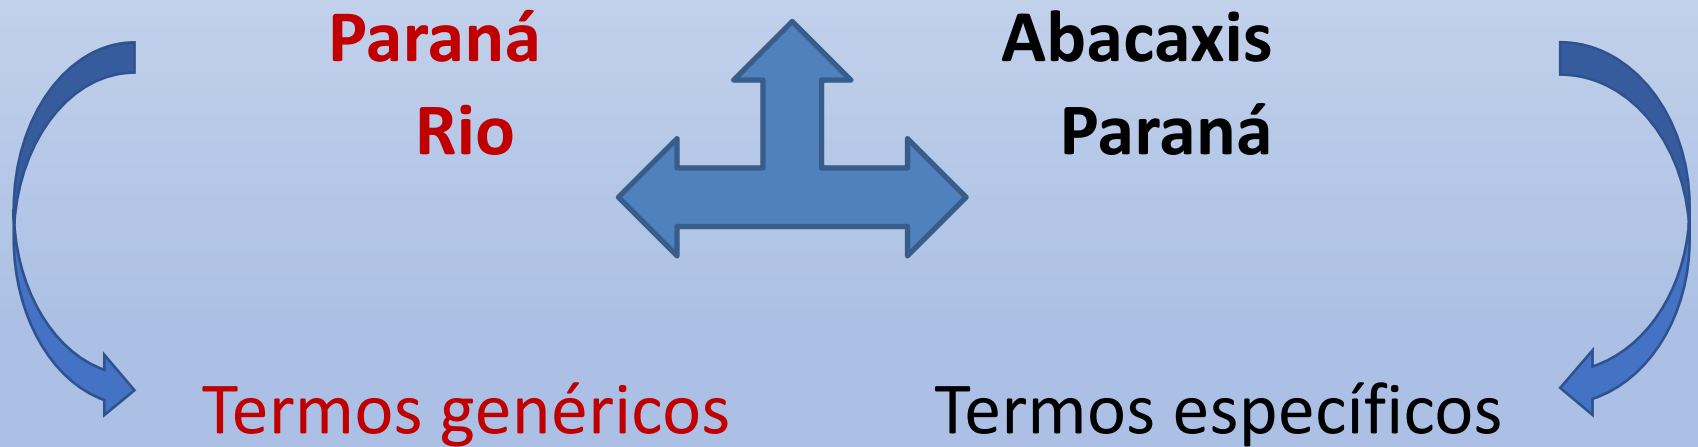 Paraná Abacaxis
Rio Paraná
Termos genéricos Termos específicos